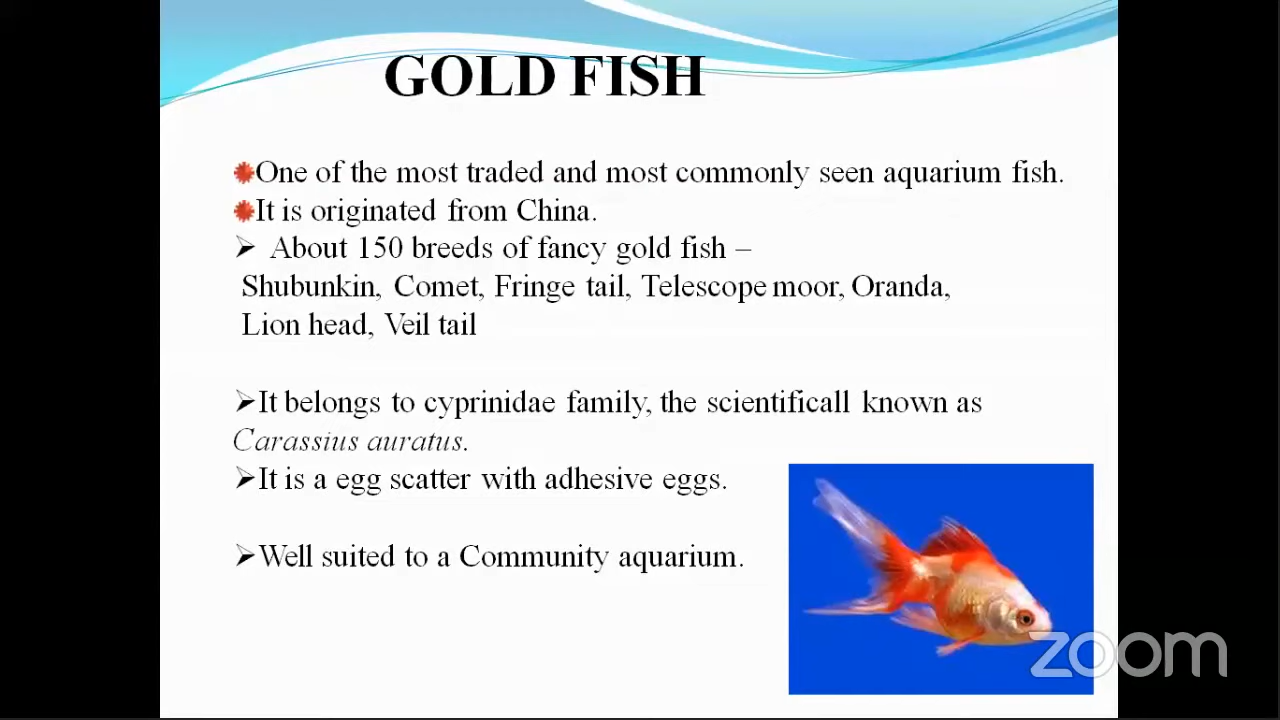 GOLD FISH
One of the most traded and most commonly seen aquarium fish.
It is originated from China.
About 150 breeds of fancy gold fish –
Shubunkin, Comet, Fringe tail, Telescope moor, Oranda,
Lion head, Veil tail
It belongs to cyprinidae family, the scientificall known as
Carassius auratus.
It is a egg scatter with adhesive eggs.
Well suited to a Community aquarium.
zoom